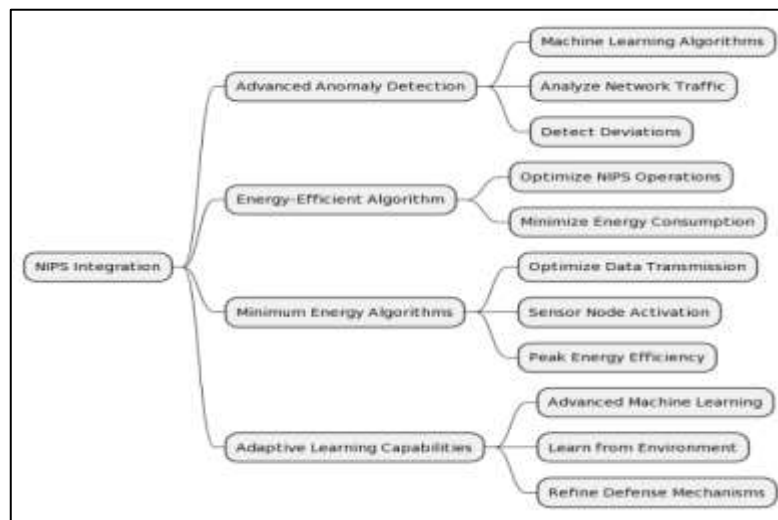 Machine Learning Algorithms
Advanced Anomaly Detection
Analyze Network Traffic
Detect Deviations
Optimize NIPS Operations
Energy-Efficient Algorithm
Minimize Energy Consumption
NIPS Integration
Optimize Data Transmission
Minimum Energy Algorithms
Sensor Node Activation
Peak Energy Efficiency
Advanced Machine Learning
Adaptive Learning Capabilities
Learn from Environment
Refine Defense Mechanisms